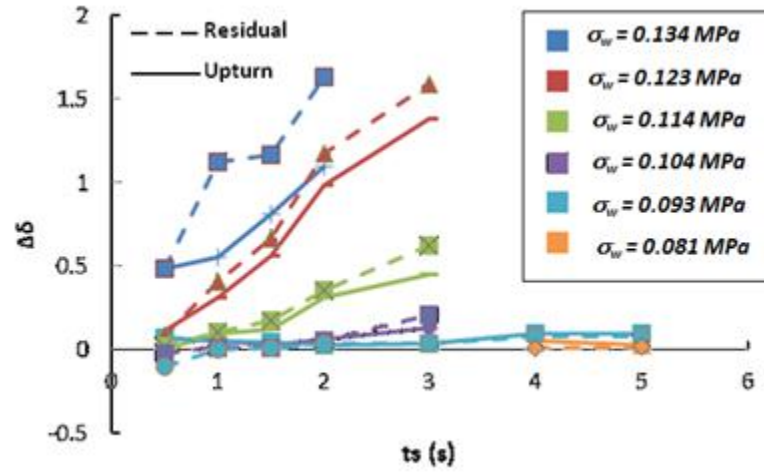 2
Residual
Upturn
1.5
1
Δδ
0.5
0
-0.5
0 1 2 3 4 5 6
ts (s)
σw = 0.134 MPa
σw = 0.123 MPa
σw = 0.114 MPa
σw = 0.104 MPa
σw = 0.093 MPa
σw = 0.081 MPa